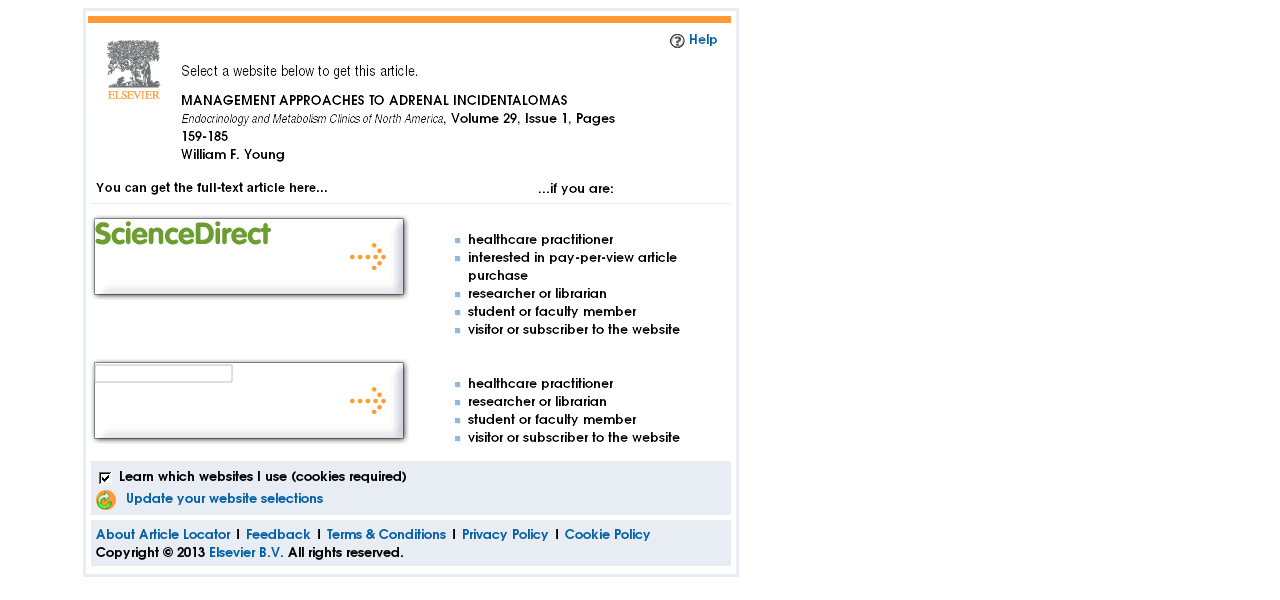 Help
ELSEVIER
Select a website below to get this article.
MANAGEMENT APPROACHES TO ADRENAL INCIDENTALOMAS
Endocrinology and Metabolism Clinics of North America, Volume 29, Issue 1, Pages
159-185
William F. Young
You can get the full-text article here... ...if you are:
ScienceDirect
healthcare practitioner
interested in pay-per-view article
purchase
researcher or librarian
student or faculty member
visitor or subscriber to the website
healthcare practitioner
researcher or librarian
student or faculty member
visitor or subscriber to the website
Learn which websites I use (cookies required)
Update your website selections
About Article Locator | Feedback | Terms & Conditions | Privacy Policy | Cookie Policy
Copyright © 2013 Elsevier B.V. All rights reserved.